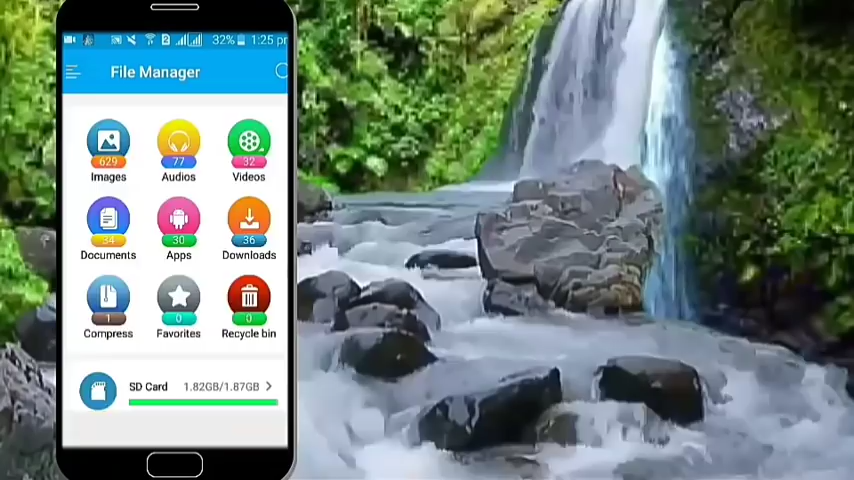 2 32% 1:25 pm
File Manager
629 77 32
Images Audios Videos
34 30 36
Documents Apps Downloads
1 0 0
Compress Favorites Recycle bin
SD Card 1.82GB/1.87GB